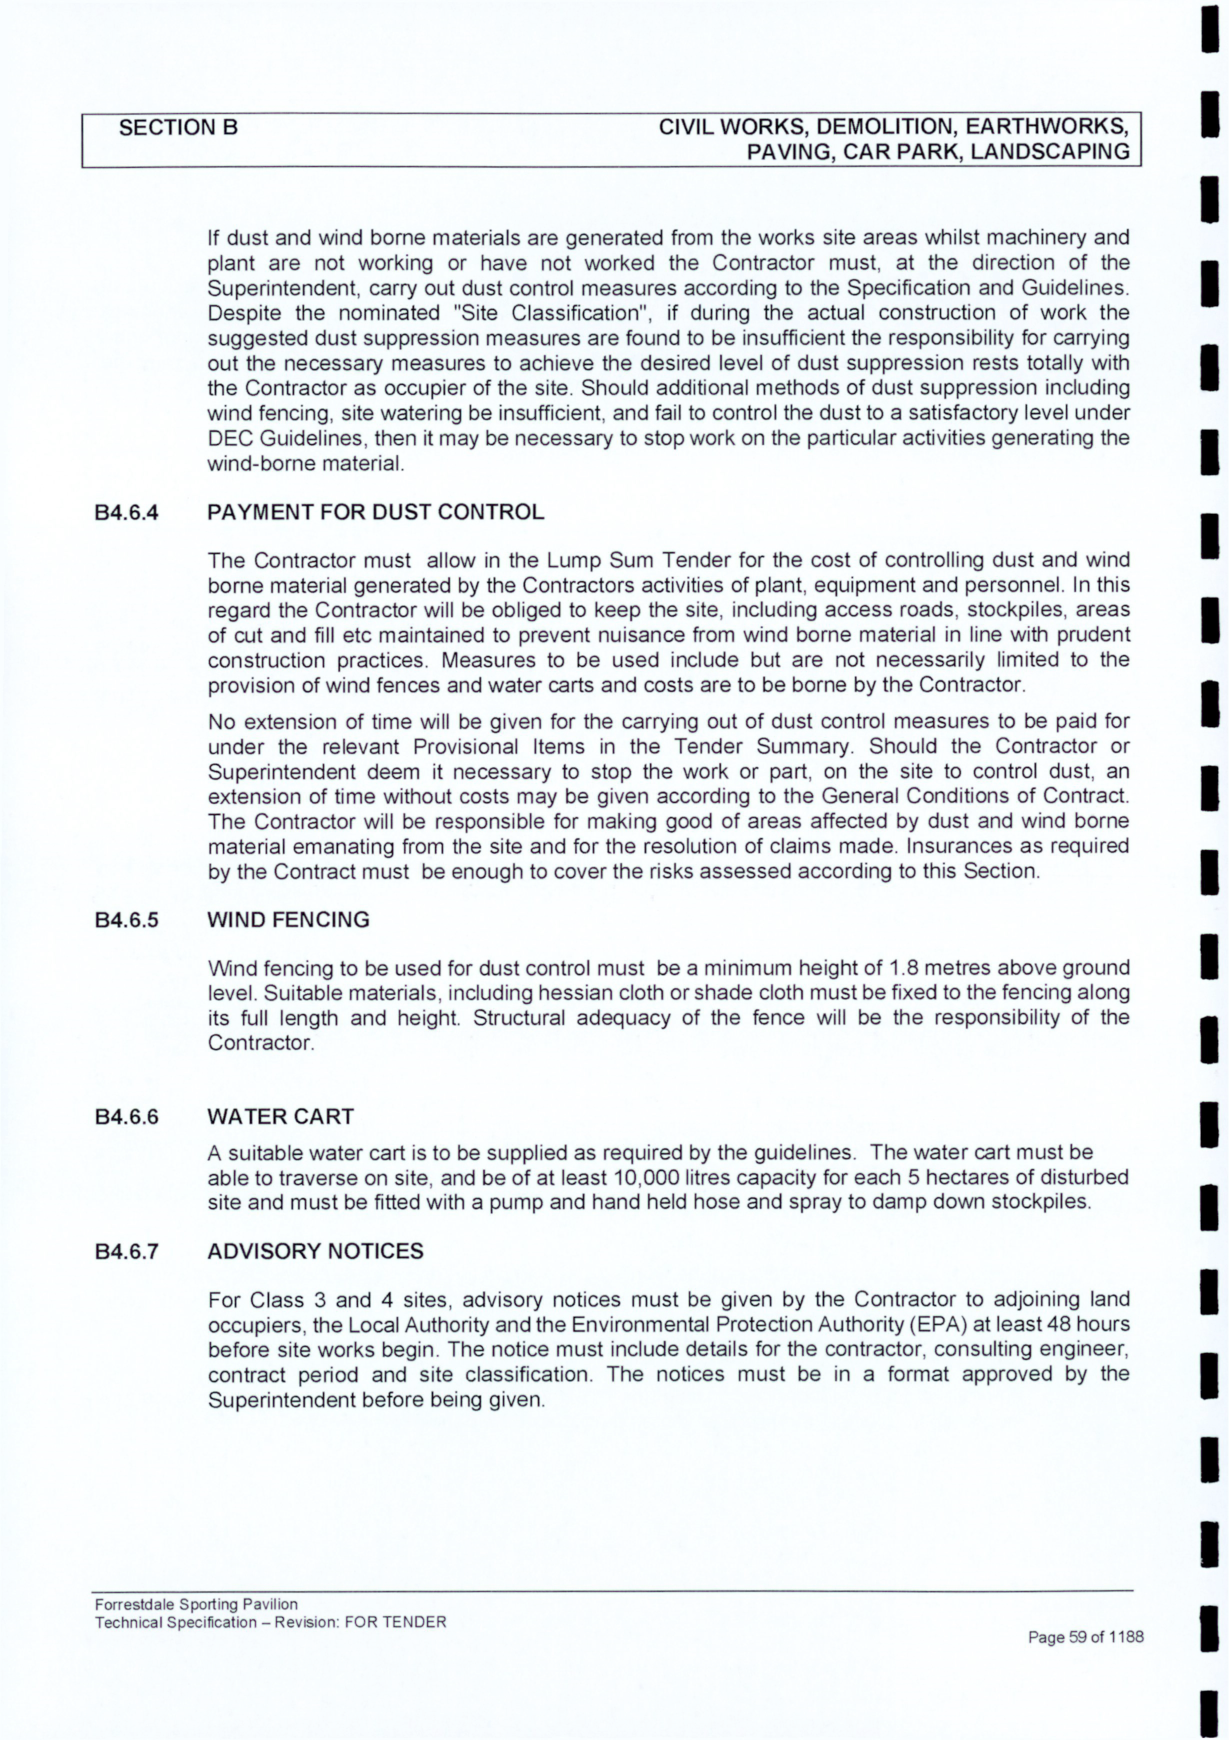 SECTION B
CIVIL WORKS, DEMOLITION, EARTHWORKS,
PAVING, CAR PARK, LANDSCAPING
If dust and wind borne materials are generated from the works site areas whilst machinery and
plant are not working or have not worked the Contractor must, at the direction of the
Superintendent, carry out dust control measures according to the Specification and Guidelines.
Despite the nominated "Site Classification", if during the actual construction of work the
suggested dust suppression measures are found to be insufficient the responsibility for carrying
out the necessary measures to achieve the desired level of dust suppression rests totally with
the Contractor as occupier of the site. Should additional methods of dust suppression including
wind fencing, site watering be insufficient, and fail to control the dust to a satisfactory level under
DEC Guidelines, then it may be necessary to stop work on the particular activities generating the
wind-borne material.
B4.6.4 PAYMENT FOR DUST CONTROL
The Contractor must allow in the Lump Sum Tender for the cost of controlling dust and wind
borne material generated by the Contractors activities of plant, equipment and personnel. In this
regard the Contractor will be obliged to keep the site, including access roads, stockpiles, areas
of cut and fill etc maintained to prevent nuisance from wind borne material in line with prudent
construction practices. Measures to be used include but are not necessarily limited to the
provision of wind fences and water carts and costs are to be borne by the Contractor.
No extension of time will be given for the carrying out of dust control measures to be paid for
under the relevant Provisional Items in the Tender Summary. Should the Contractor or
Superintendent deem it necessary to stop the work or part, on the site to control dust, an
extension of time without costs may be given according to the General Conditions of Contract.
The Contractor will be responsible for making good of areas affected by dust and wind borne
material emanating from the site and for the resolution of claims made. Insurances as required
by the Contract must be enough to cover the risks assessed according to this Section.
B4.6.5 WIND FENCING
Wind fencing to be used for dust control must be a minimum height of 1.8 metres above ground
level. Suitable materials, including hessian cloth or shade cloth must be fixed to the fencing along
its full length and height. Structural adequacy of the fence will be the responsibility of the
Contractor.
B4.6.6 WATER CART
A suitable water cart is to be supplied as required by the guidelines. The water cart must be
able to traverse on site, and be of at least 10,000 litres capacity for each 5 hectares of disturbed
site and must be fitted with a pump and hand held hose and spray to damp down stockpiles.
B4.6.7 ADVISORY NOTICES
For Class 3 and 4 sites, advisory notices must be given by the Contractor to adjoining land
occupiers, the Local Authority and the Environmental Protection Authority (EPA) at least 48 hours
before site works begin. The notice must include details for the contractor, consulting engineer,
contract period and site classification. The notices must be in a format approved by the
Superintendent before being given.
Forrestdale Sporting Pavilion
Technical Specification – Revision: FOR TENDER
Page 59 of 1188